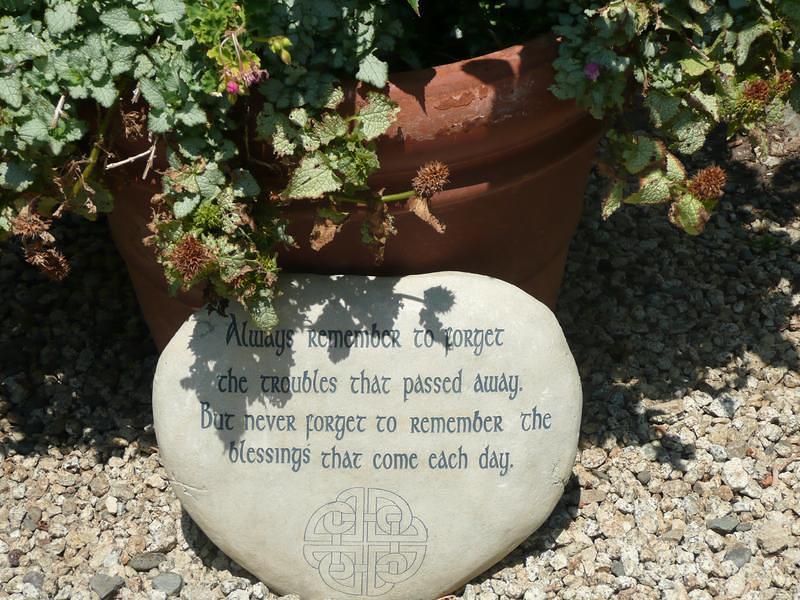 Always remember to forget
the troubles that passed away.
But never forget to remember the
blessings that come each day.